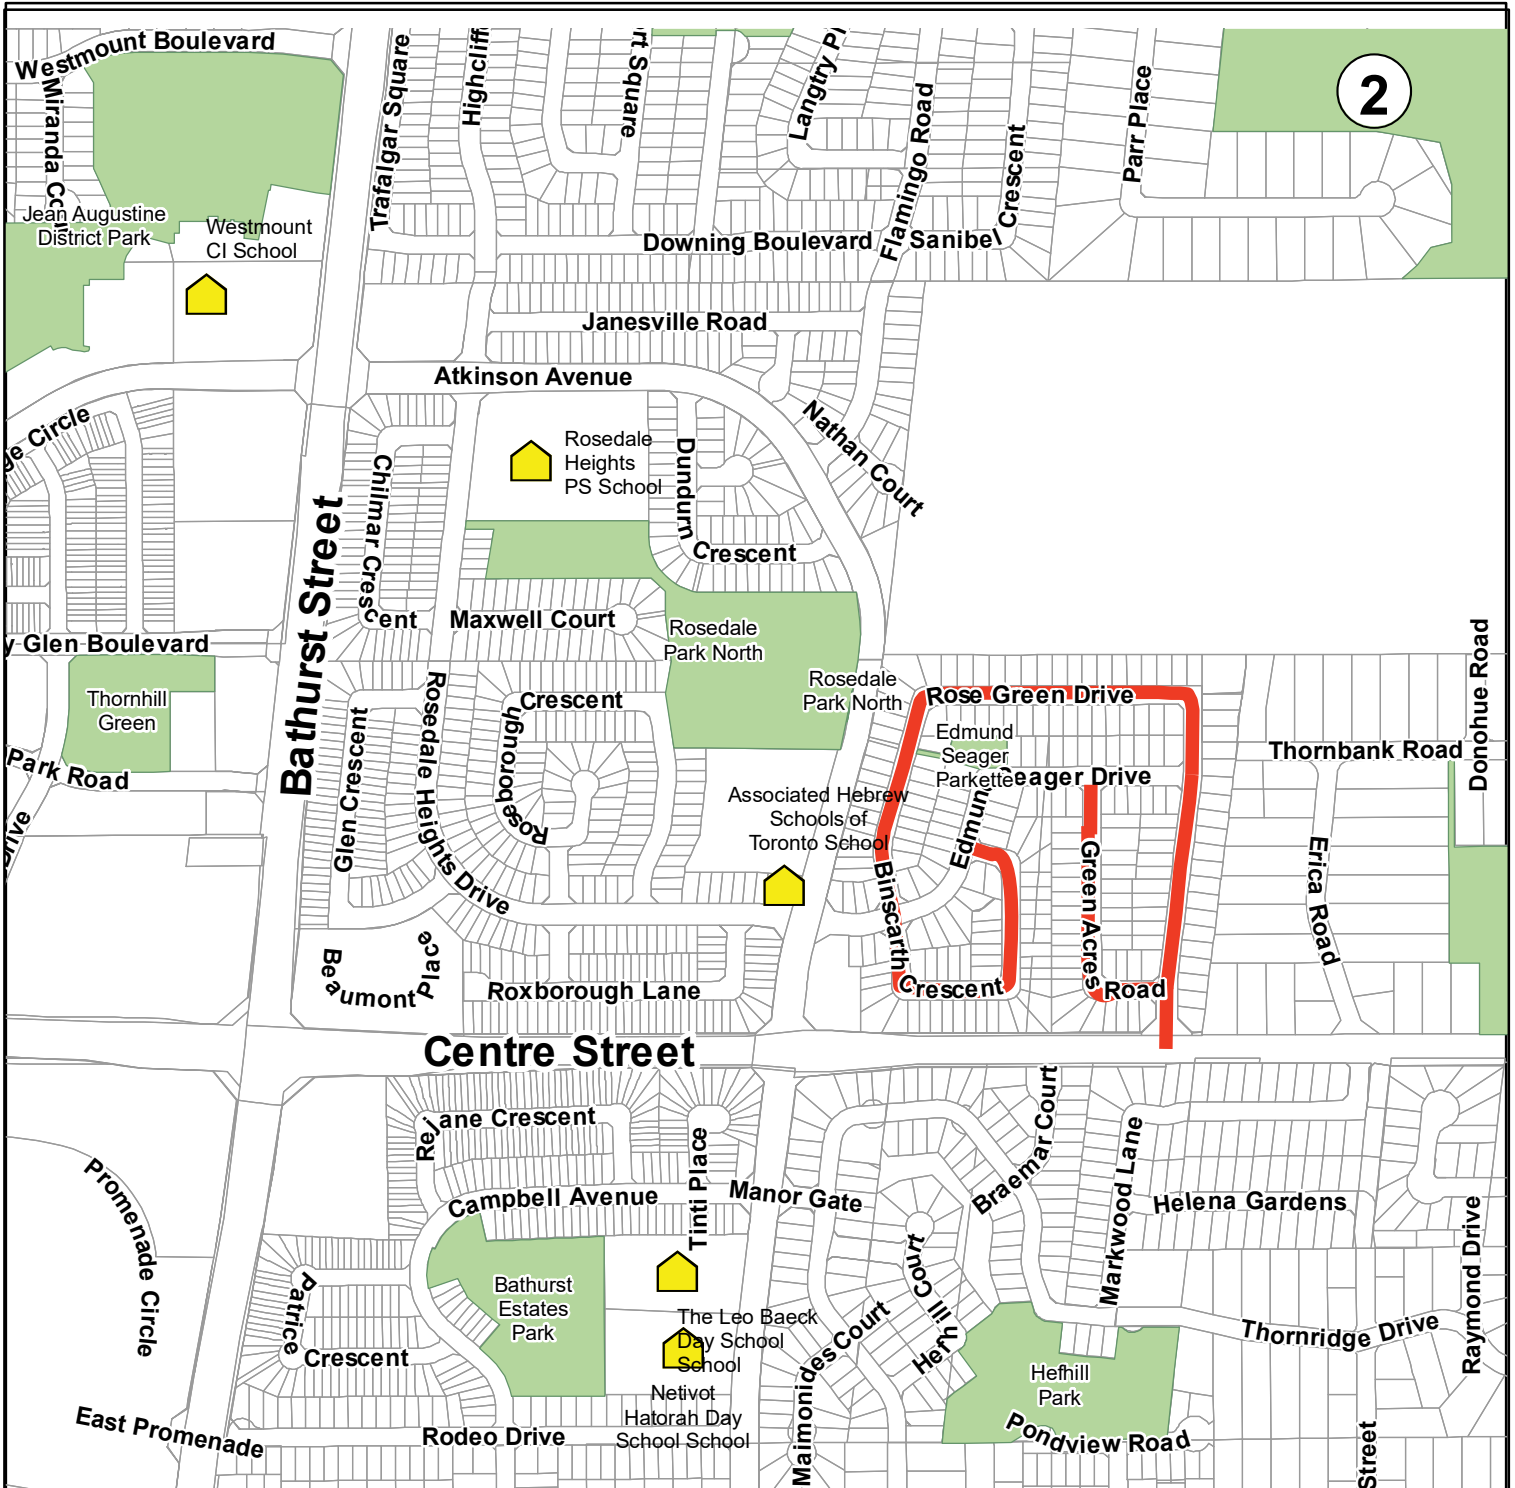 Westmount Boulevard
Miranda Co
Trafalgar Square
Highcliff
rt Square
Langtry Pl
Flamingo Road
Crescent
Parr Place
2
Jean Augustine
District Park
Westmount
CI School
Downing Boulevard
Sanibel
Janesville Road
Atkinson Avenue
Nathan Court
ge Circle
Chilmar Crescent
Rosedale
Heights
PS School
Dundurn
Crescent
Bathurst Street
Maxwell Court
Rosedale
Park North
y Glen Boulevard
Thornhill
Green
Park Road
Drive
Glen Crescent
Rosedale Heights Drive
Crescent
Roseborough
Rosedale
Park North
Rose Green Drive
Edmund
Seager
Parkette
Seager Drive
Edmund
Thornbank Road
Donohue Road
Associated Hebrew
Schools of
Toronto School
Binscarth
Crescent
Green Acres
Road
Erica Road
Beaumont
Place
Roxborough Lane
Centre Street
Rejane Crescent
Tinti Place
Campbell Avenue
Manor Gate
Braemar Court
Markwood Lane
Helena Gardens
Raymond Drive
Promenade Circle
Patrice
Crescent
Bathurst
Estates
Park
The Leo Baeck
Day School
School
Netivot
Hatorah Day
School School
Maimonides Court
Hefhill Court
Hefhill
Park
Thornridge Drive
Pondview Road
East Promenade
Rodeo Drive
Street